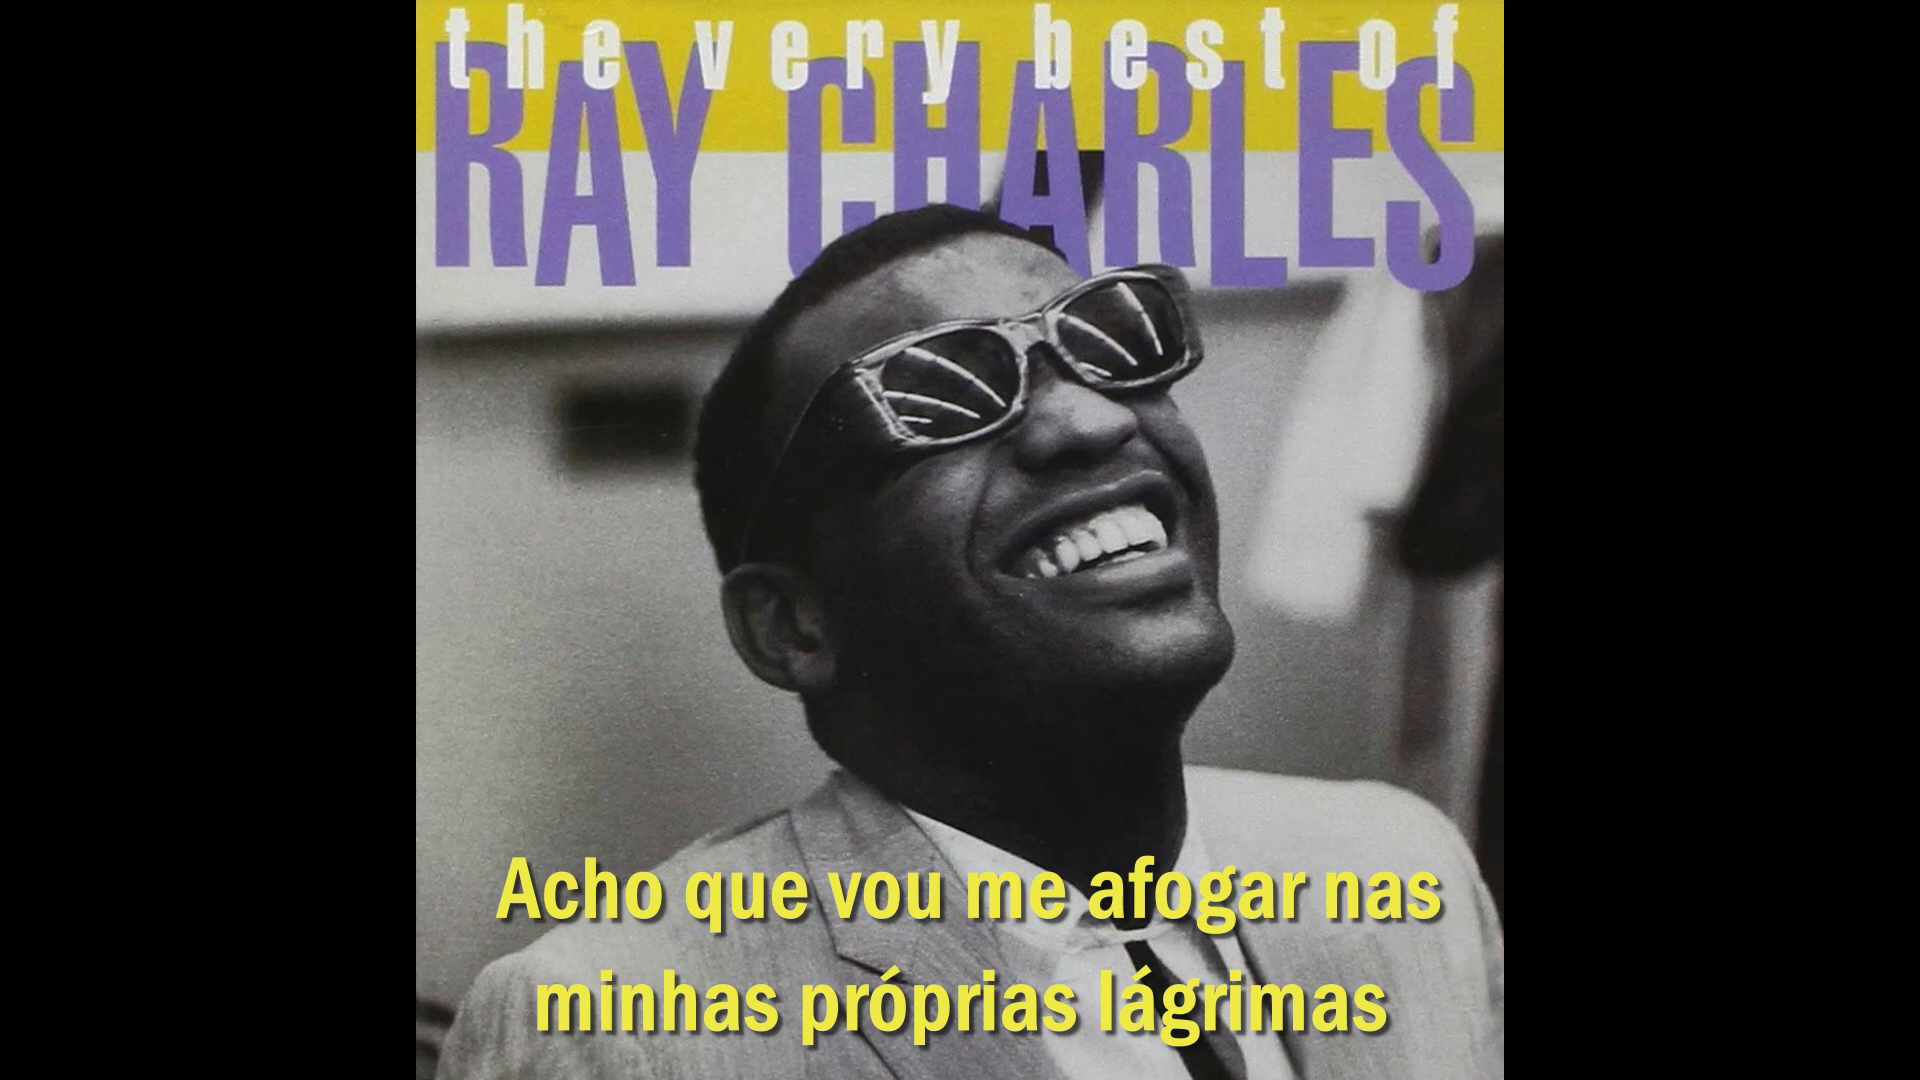 the very best of
RAY CHARLES
Acho que vou me afogar nas
minhas próprias lágrimas